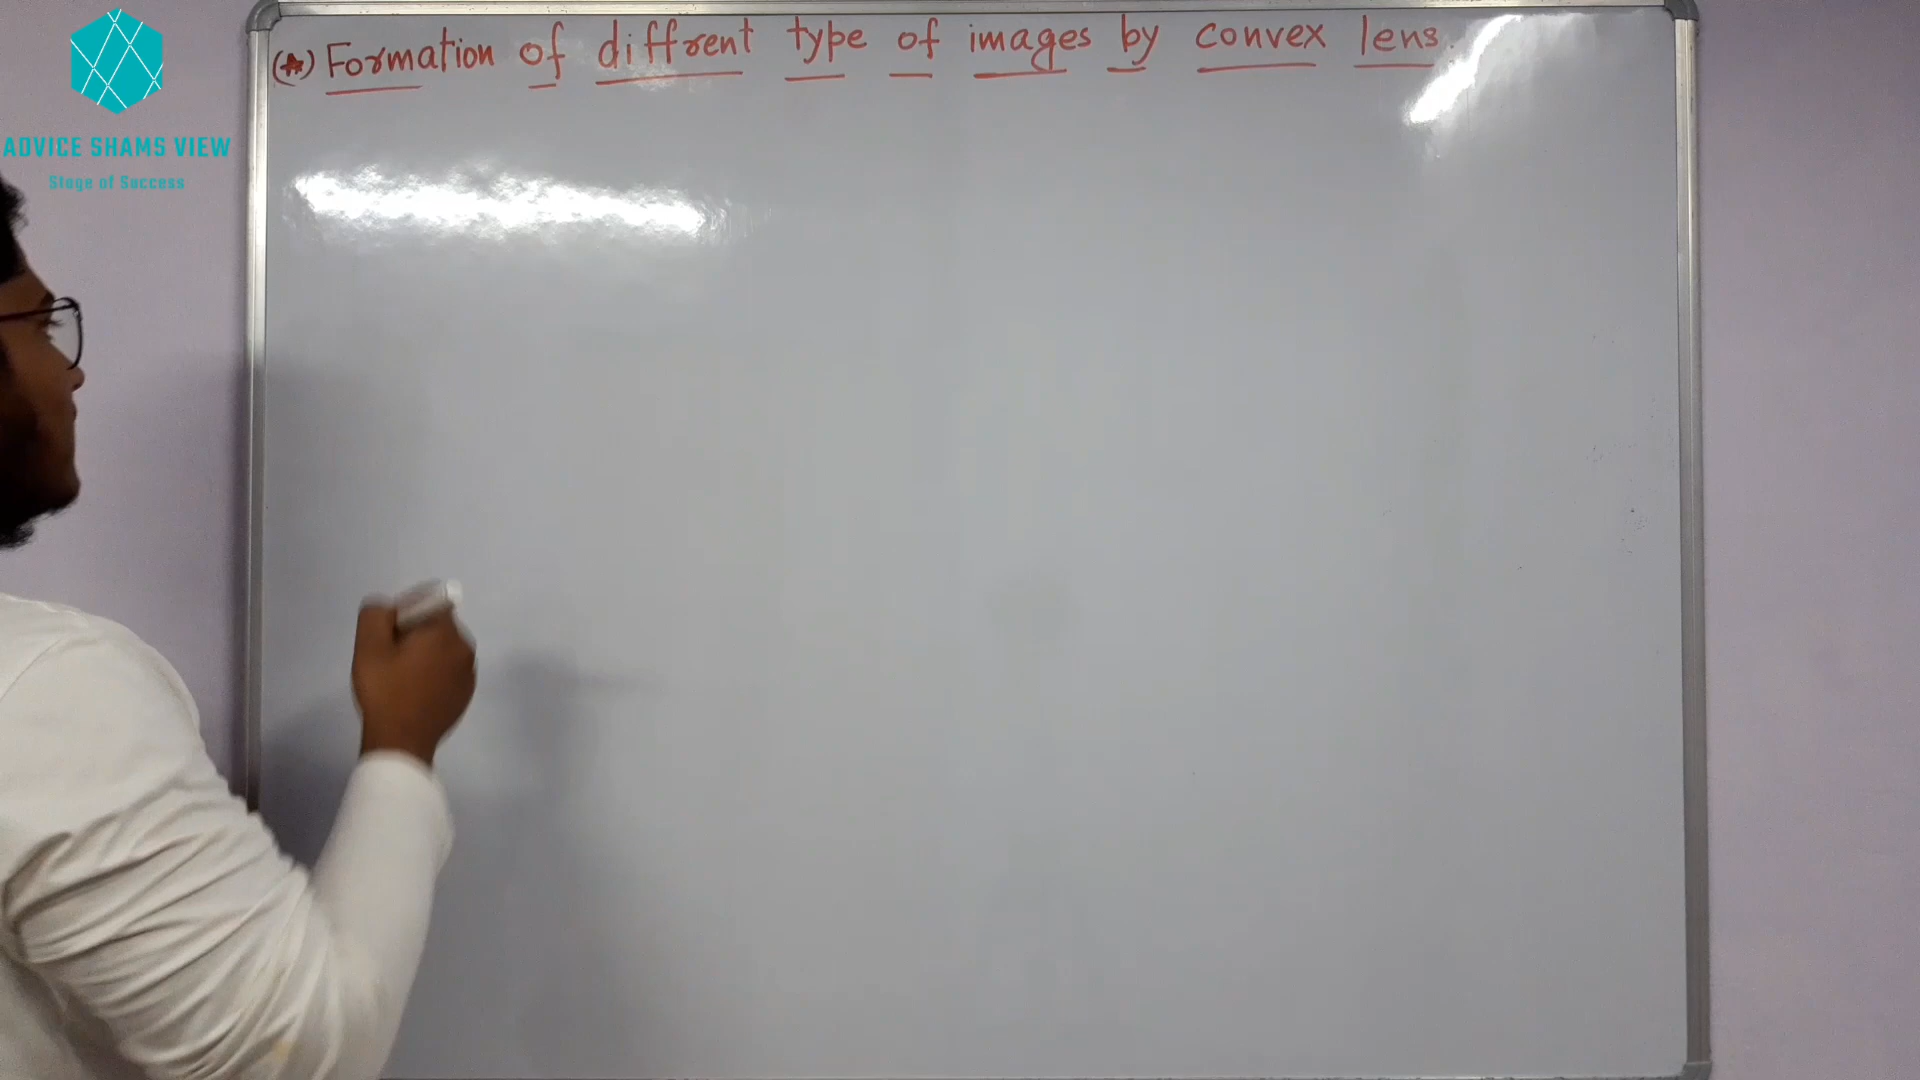 (*) Formation of diffrent type of images by convex lens.
ADVICE SHAMS VIEW
Stage of Success